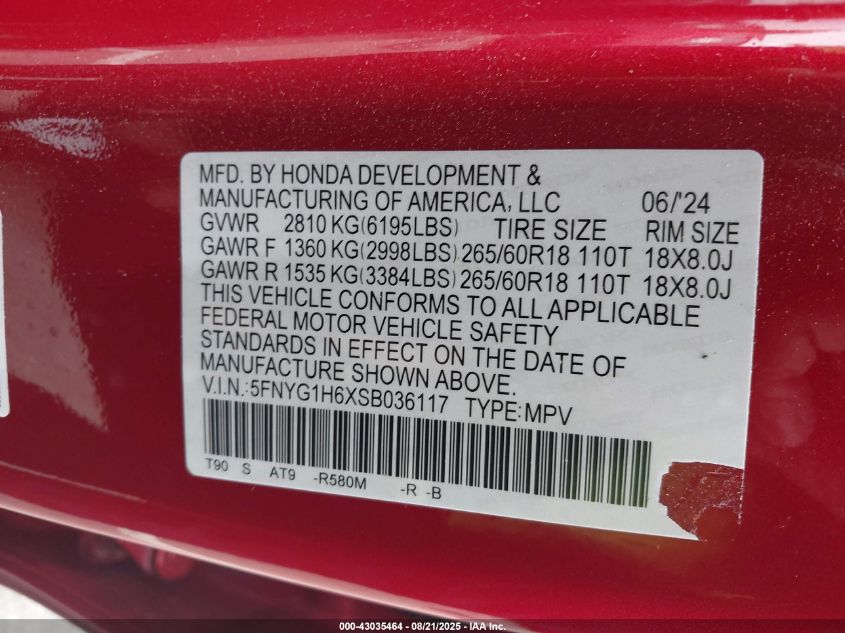 MFD. BY HONDA DEVELOPMENT &
MANUFACTURING OF AMERICA, LLC 06/'24
GVWR 2810 KG(6195LBS) TIRE SIZE RIM SIZE
GAWR F 1360 KG(2998LBS) 265/60R18 110T 18X8.0J
GAWR R 1535 KG(3384LBS) 265/60R18 110T 18X8.0J
THIS VEHICLE CONFORMS TO ALL APPLICABLE
FEDERAL MOTOR VEHICLE SAFETY
STANDARDS IN EFFECT ON THE DATE OF
MANUFACTURE SHOWN ABOVE.
V.I.N.:5FNYG1H6XSB036117 TYPE:MPV
T90 S AT9 -R580M -R -B
000-43035464 - 08/21/2025 - IAA Inc.